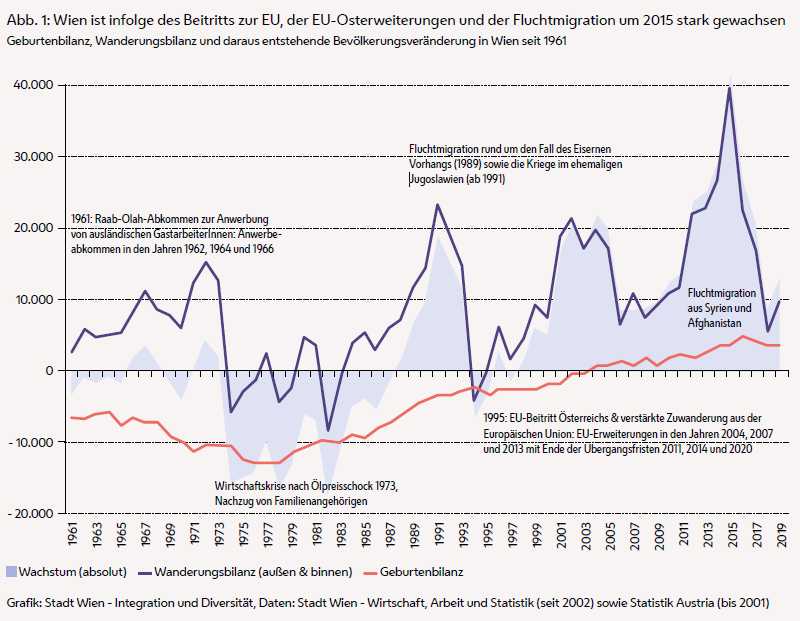 Abb. 1: Wien ist infolge des Beitritts zur EU, der EU-Osterweiterungen und der Fluchtmigration um 2015 stark gewachsen
Geburtenbilanz, Wanderungsbilanz und daraus entstehende Bevölkerungsveränderung in Wien seit 1961
40.000
30.000
20.000
10.000
0
- 10.000
- 20.000
Fluchtmigration rund um den Fall des Eisernen
Vorhangs (1989) sowie die Kriege im ehemaligen
Jugoslawien (ab 1991)
1961: Raab-Olah-Abkommen zur Anwerbung
von ausländischen GastarbeiterInnen: Anwerbe-
abkommen in den Jahren 1962, 1964 und 1966
Fluchtmigration
aus Syrien und
Afghanistan
1995: EU-Beitritt Österreichs & verstärkte Zuwanderung aus der
Europäischen Union: EU-Erweiterungen in den Jahren 2004, 2007
und 2013 mit Ende der Übergangsfristen 2011, 2014 und 2020
Wirtschaftskrise nach Ölpreisschock 1973,
Nachzug von Familienangehörigen
1961 1963 1965 1967 1969 1971 1973 1975 1977 1979 1981 1983 1985 1987 1989 1991 1993 1995 1997 1999 2001 2003 2005 2007 2009 2011 2013 2015 2017 2019
Wachstum (absolut) Wanderungsbilanz (außen & binnen) Geburtenbilanz
Grafik: Stadt Wien - Integration und Diversität, Daten: Stadt Wien - Wirtschaft, Arbeit und Statistik (seit 2002) sowie Statistik Austria (bis 2001)